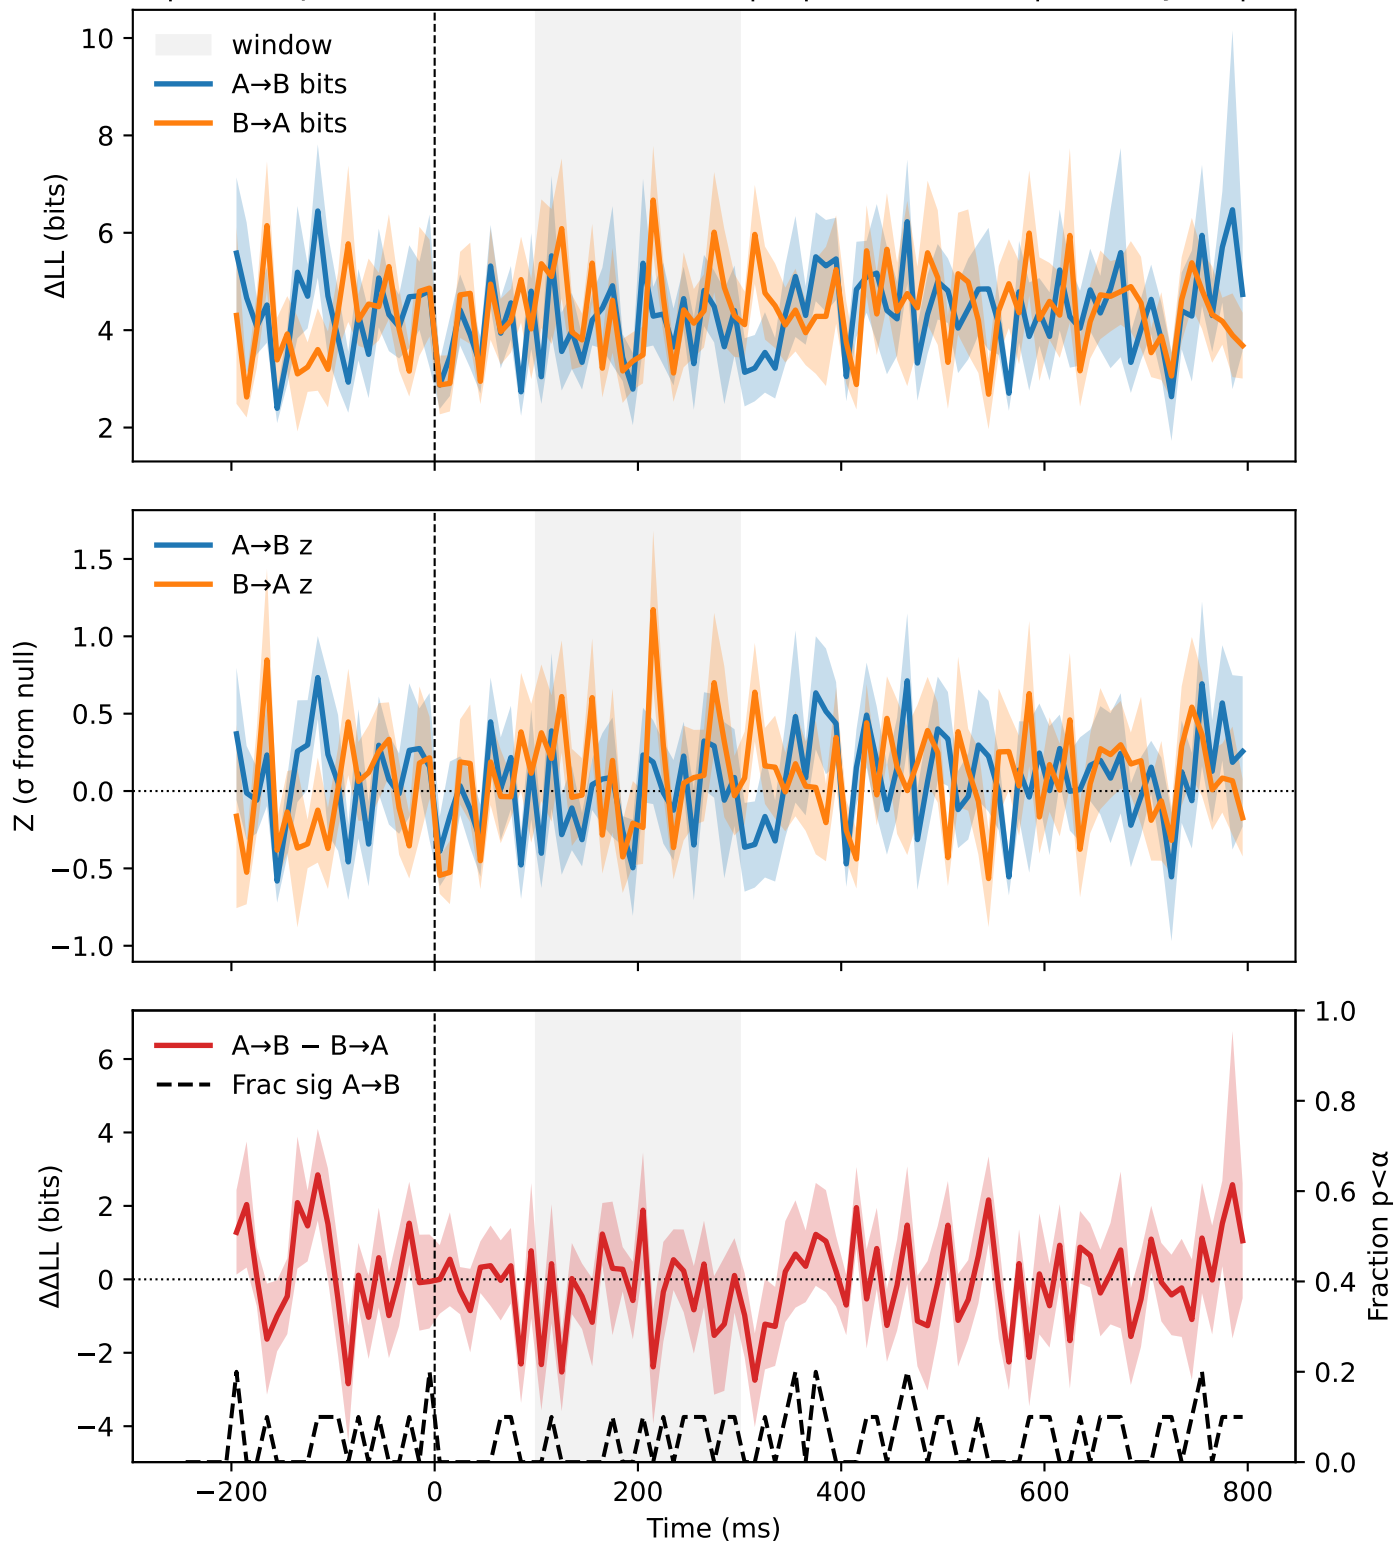 10
8
6
4
2
ΔLL (bits)
window
A→B bits
B→A bits
1.5
1.0
0.5
0.0
−0.5
−1.0
Z (σ from null)
A→B z
B→A z
6
4
2
0
−2
−4
ΔΔLL (bits)
A→B − B→A
Frac sig A→B
1.0
0.8
0.6
0.4
0.2
0.0
Fraction p<α
−200 0 200 400 600 800
Time (ms)